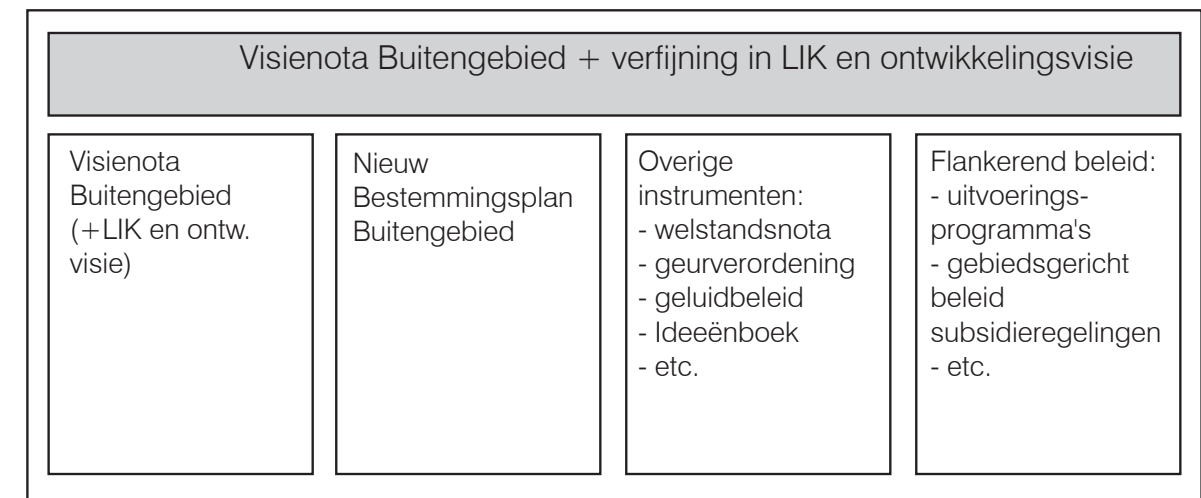 Visienota Buitengebied + verfijning in LIK en ontwikkelingsvisie
Visienota
Buitengebied
(+LIK en ontw.
visie)
Nieuw
Bestemmingsplan
Buitengebied
Overige
instrumenten:
- welstandsnota
- geurverordening
- geluidbeleid
- Ideeënboek
- etc.
Flankerend beleid:
- uitvoerings-
programma's
- gebiedsgericht
beleid
subsidieregelingen
- etc.